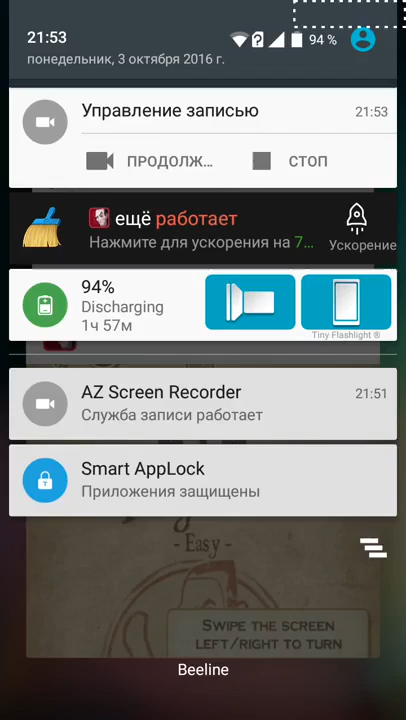 21:53
94 %
понедельник, 3 октября 2016 г.
Управление записью
21:53
ПРОДОЛЖ...
СТОП
ещё работает
Нажмите для ускорения на 7...
Ускорение
94%
Discharging
1ч 57м
Tiny Flashlight ®
AZ Screen Recorder
21:51
Служба записи работает
Smart AppLock
Приложения защищены
- Easy -
SWIPE THE SCREEN
LEFT/RIGHT TO TURN
Beeline